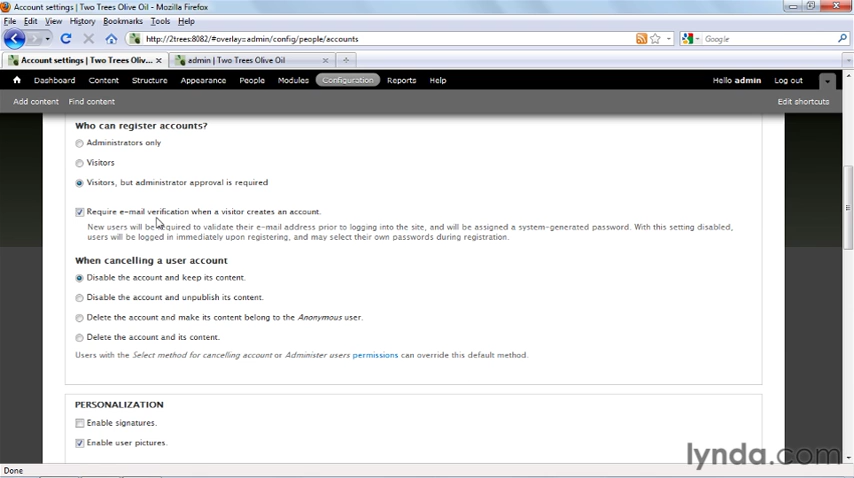 Account settings | Two Trees Olive Oil - Mozilla Firefox
File Edit View History Bookmarks Tools Help
http://2trees:8082/#overlay=admin/config/people/accounts
Google
Account settings | Two Trees Oliv...
admin | Two Trees Olive Oil
Dashboard Content Structure Appearance People Modules Configuration Reports Help
Hello admin Log out
Add content Find content
Edit shortcuts
Who can register accounts?
Administrators only
Visitors
Visitors, but administrator approval is required
Require e-mail verification when a visitor creates an account.
New users will be required to validate their e-mail address prior to logging into the site, and will be assigned a system-generated password. With this setting disabled,
users will be logged in immediately upon registering, and may select their own passwords during registration.
When cancelling a user account
Disable the account and keep its content.
Disable the account and unpublish its content.
Delete the account and make its content belong to the Anonymous user.
Delete the account and its content.
Users with the Select method for cancelling account or Administer users permissions can override this default method.
PERSONALIZATION
Enable signatures.
Enable user pictures.
lynda.com
Done